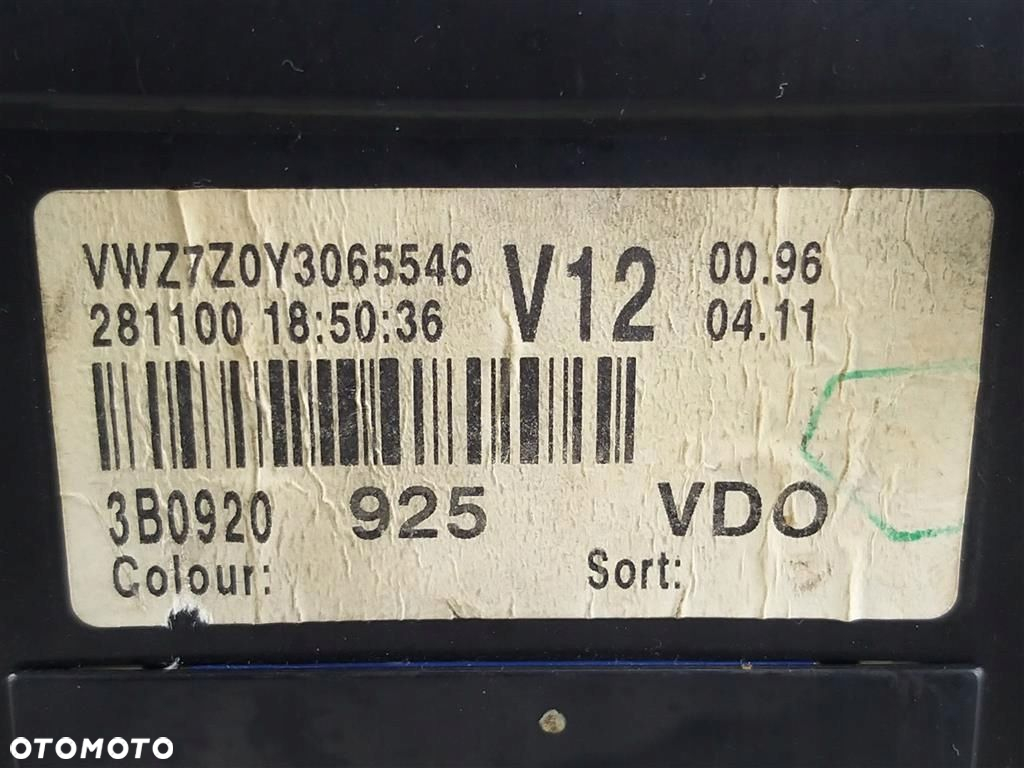 VWZ7Z0Y3065546 V12 00.96
281100 18:50:36 04.11
3B0920 925 VDO
Colour: Sort:
OTOMOTO